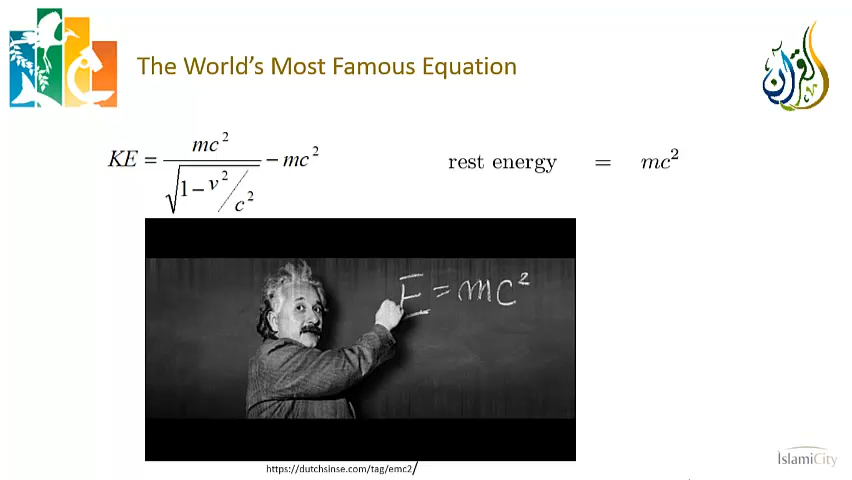 The World's Most Famous Equation
القرآن
KE = mc² / √(1 – v²/c²) – mc²
rest energy = mc²
E = mc²
https://dutchsinse.com/tag/emc2/
IslamiCity